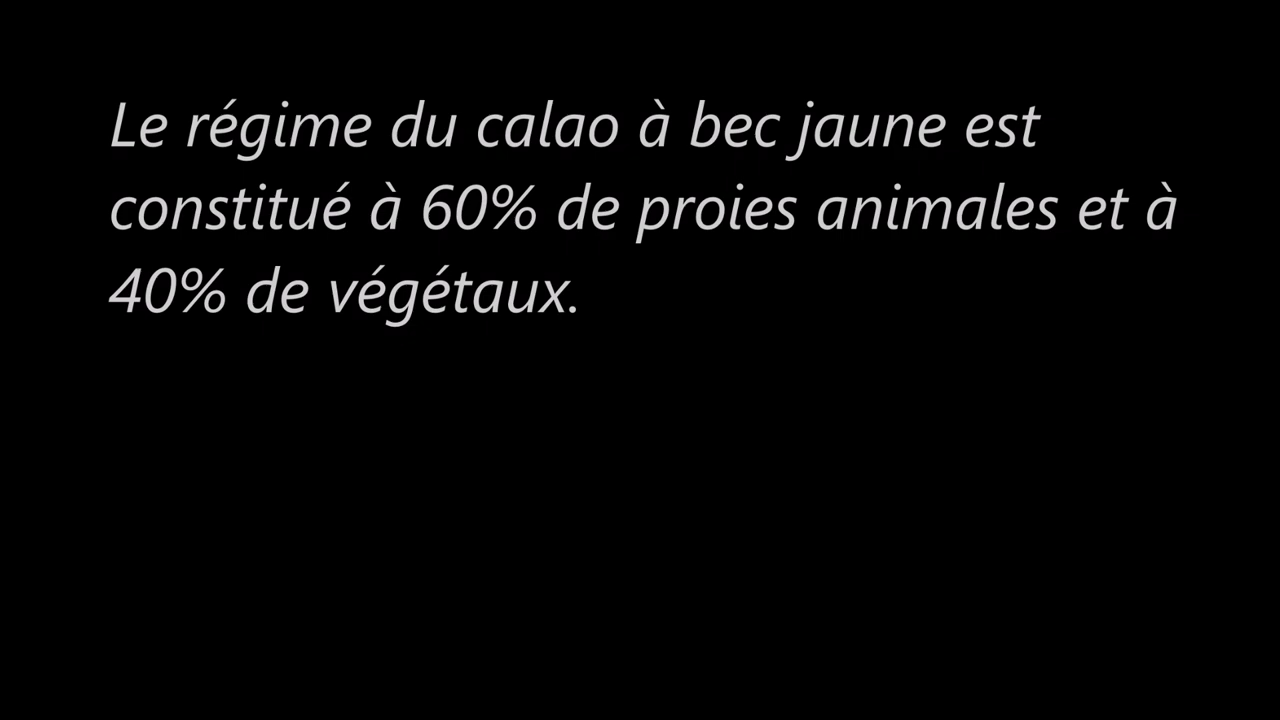 Le régime du calao à bec jaune est
constitué à 60% de proies animales et à
40% de végétaux.